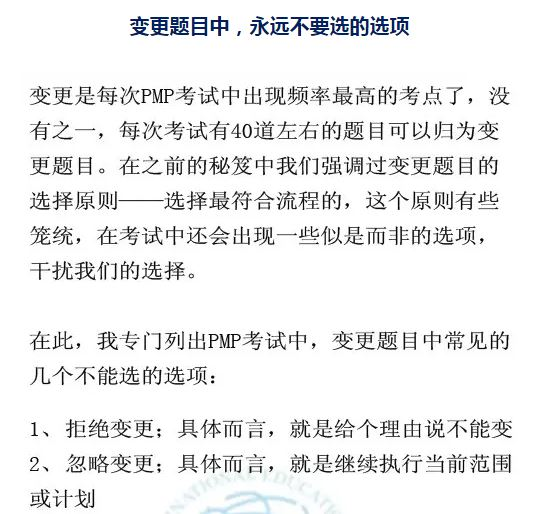 变更题目中，永远不要选的选项
变更是每次PMP考试中出现频率最高的考点了，没
有之一，每次考试有40道左右的题目可以归为变
更题目。在之前的秘笈中我们强调过变更题目的
选择原则——选择最符合流程的，这个原则有些
笼统，在考试中还会出现一些似是而非的选项，
干扰我们的选择。
在此，我专门列出PMP考试中，变更题目中常见的
几个不能选的选项：
1、拒绝变更；具体而言，就是给个理由说不能变
2、忽略变更；具体而言，就是继续执行当前范围
或计划